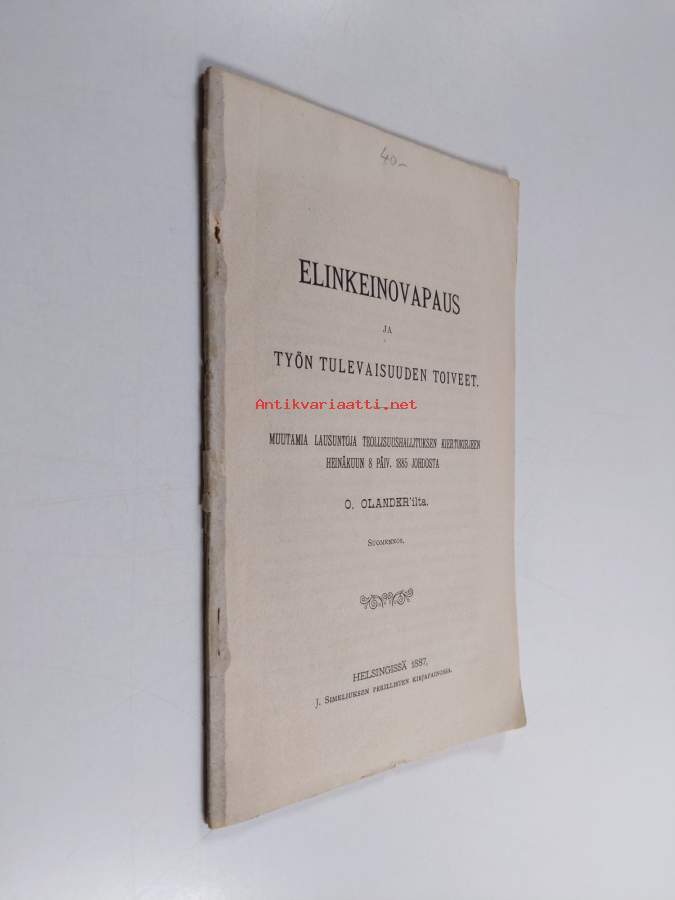 40–
ELINKEINOVAPAUS
JA
TYÖN TULEVAISUUDEN TOIVEET.
Antikvariaatti.net
MUUTAMIA LAUSUNTOJA TEOLLISUUSHALLITUKSEN KIERTOKIRJEEN
HEINÄKUUN 8 PÄIV. 1885 JOHDOSTA
O. OLANDER'ilta.
SUOMENNOS.
HELSINGISSÄ 1887,
J. SIMELIUKSEN PERILLISTEN KIRJAPAINOSSA.